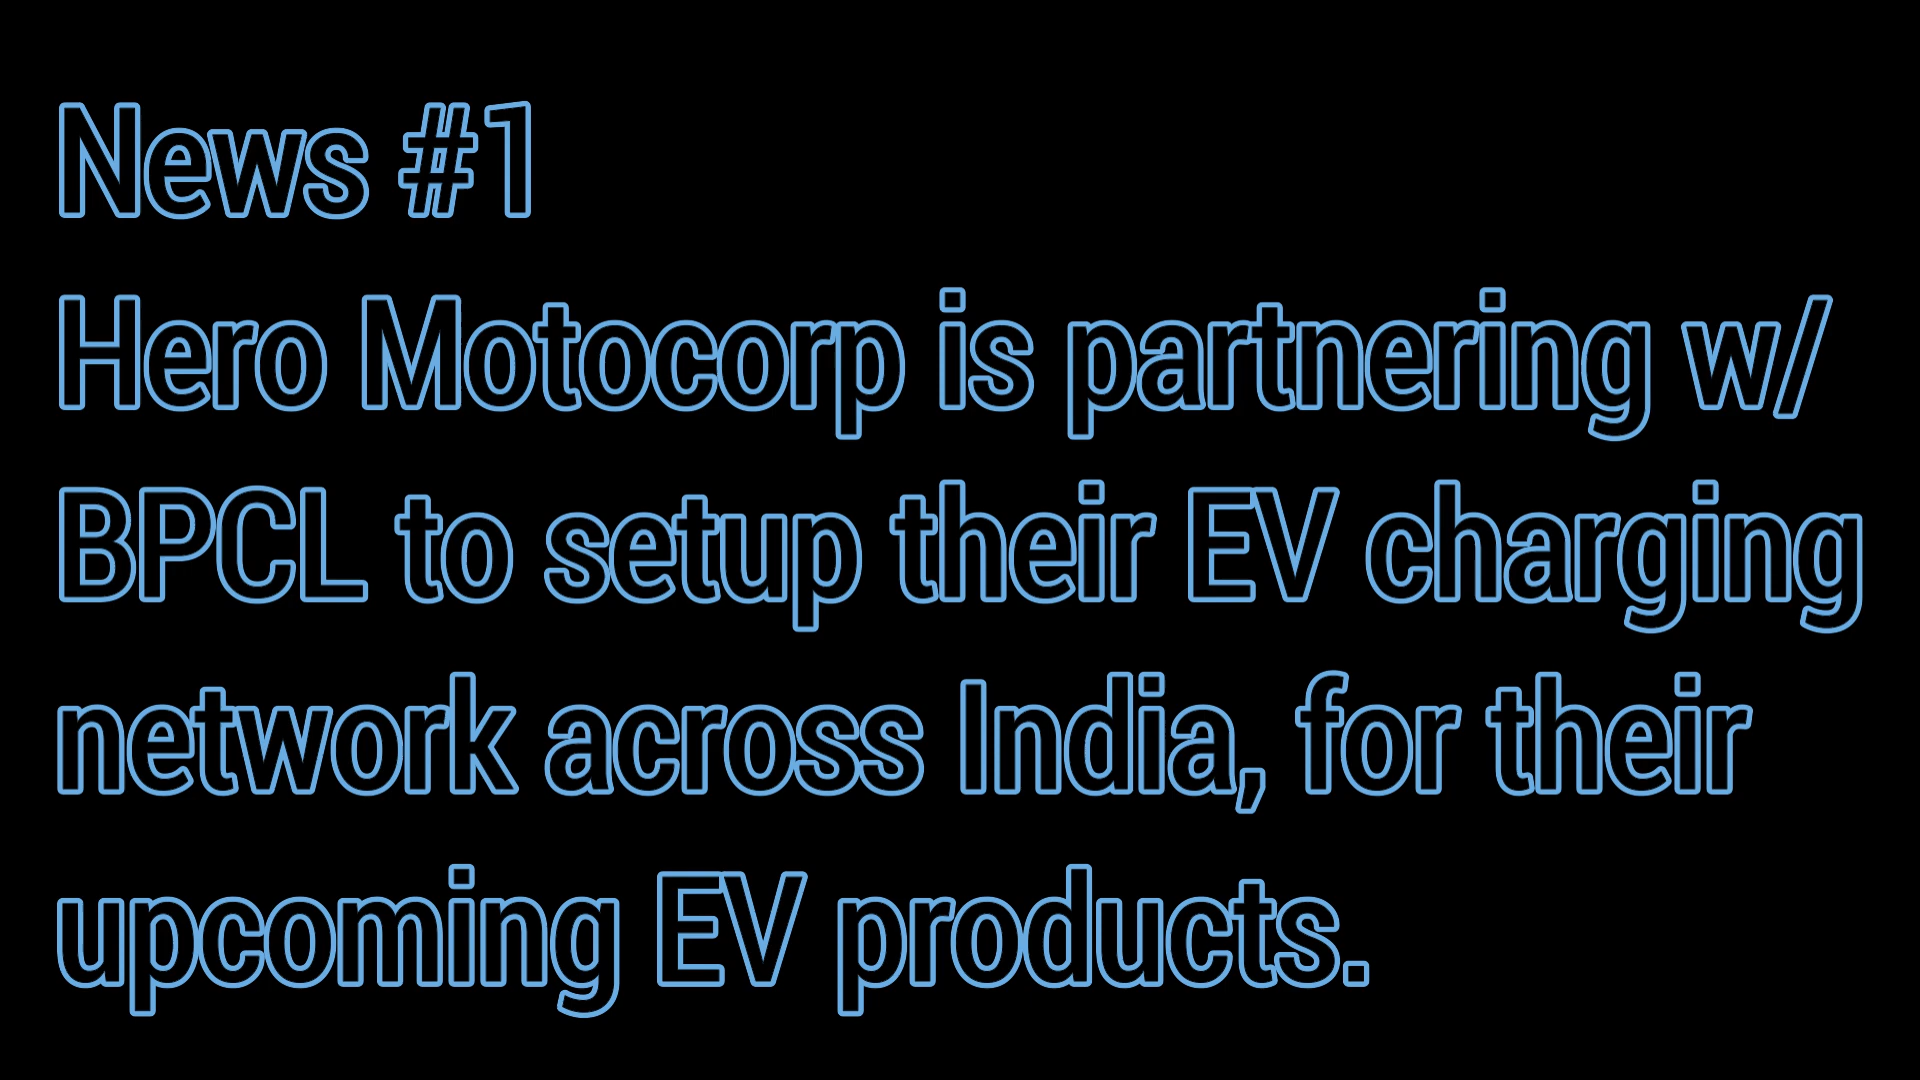 News #1
Hero Motocorp is partnering w/
BPCL to setup their EV charging
network across India, for their
upcoming EV products.